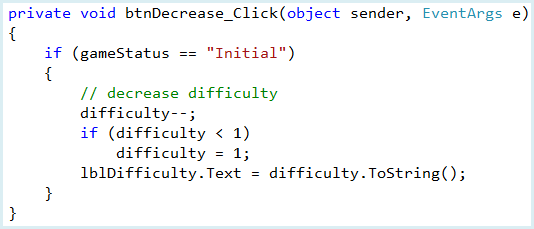 private void btnDecrease_Click(object sender, EventArgs e)
{
    if (gameStatus == "Initial")
    {
        // decrease difficulty
        difficulty--;
        if (difficulty < 1)
            difficulty = 1;
        lblDifficulty.Text = difficulty.ToString();
    }
}